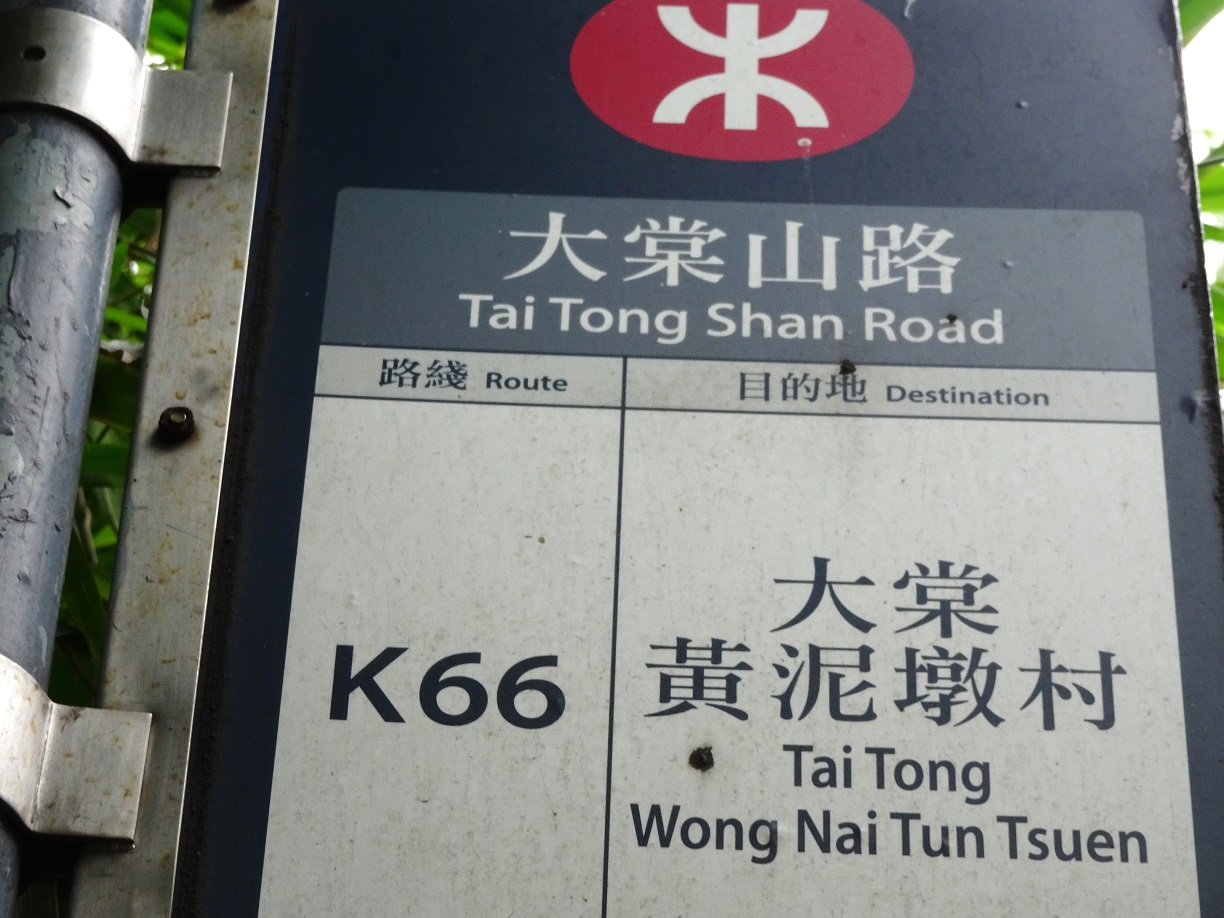 大棠山路
Tai Tong Shan Road
路綫 Route
目的地 Destination
K66
大棠
黃泥墩村
Tai Tong
Wong Nai Tun Tsuen